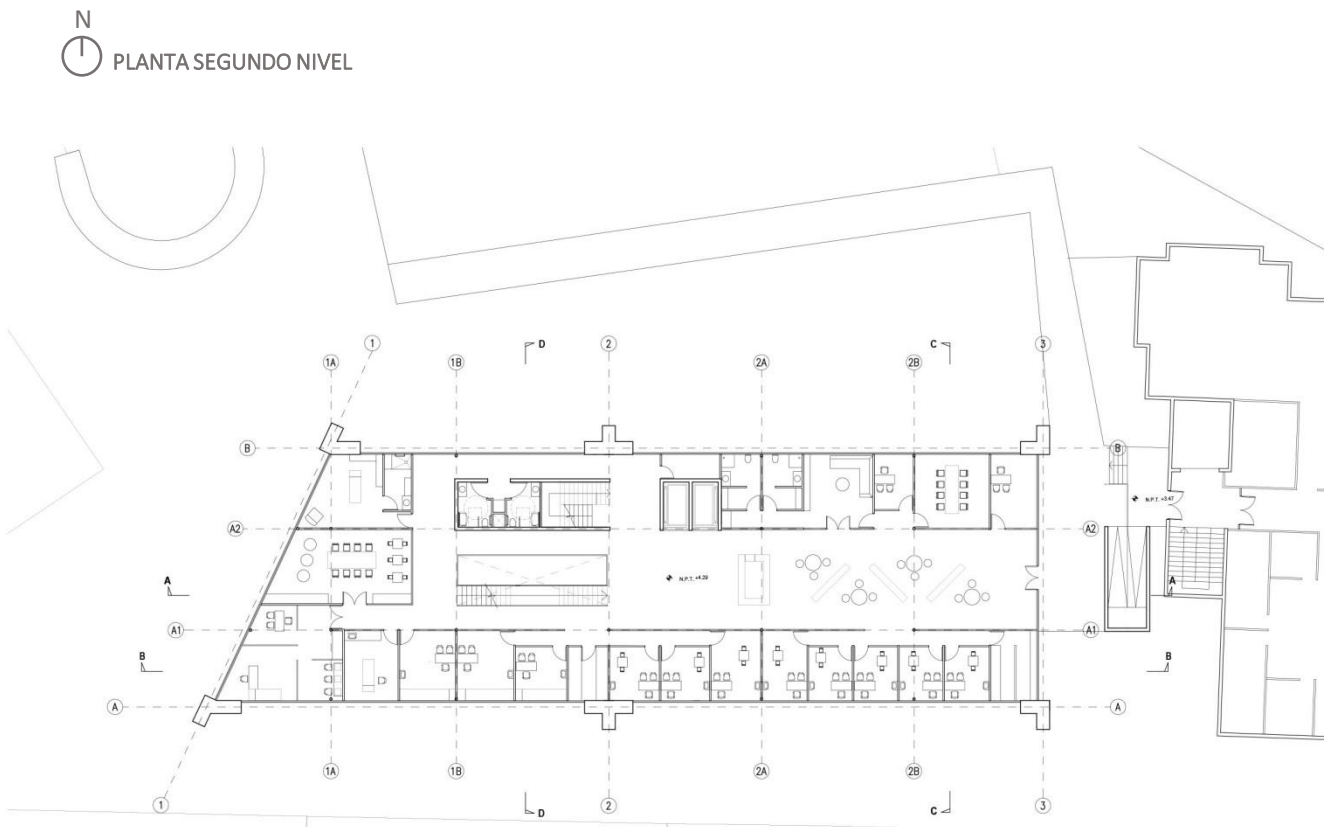 N
PLANTA SEGUNDO NIVEL
1
D
2
C
3
1A
1B
2A
2B
B
B
N.P.T. +3.47
A2
A2
N.P.T. +4.29
A
A
A1
A1
B
B
A
A
1A
1B
2A
2B
1
D
2
C
3